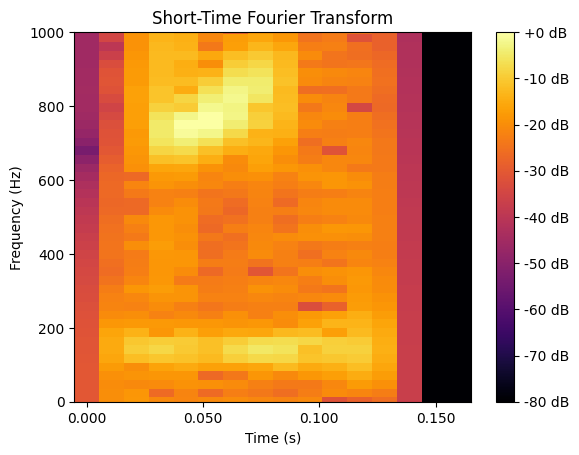 Short-Time Fourier Transform
1000
800
600
400
200
0
Frequency (Hz)
0.000
0.050
0.100
0.150
Time (s)
+0 dB
-10 dB
-20 dB
-30 dB
-40 dB
-50 dB
-60 dB
-70 dB
-80 dB